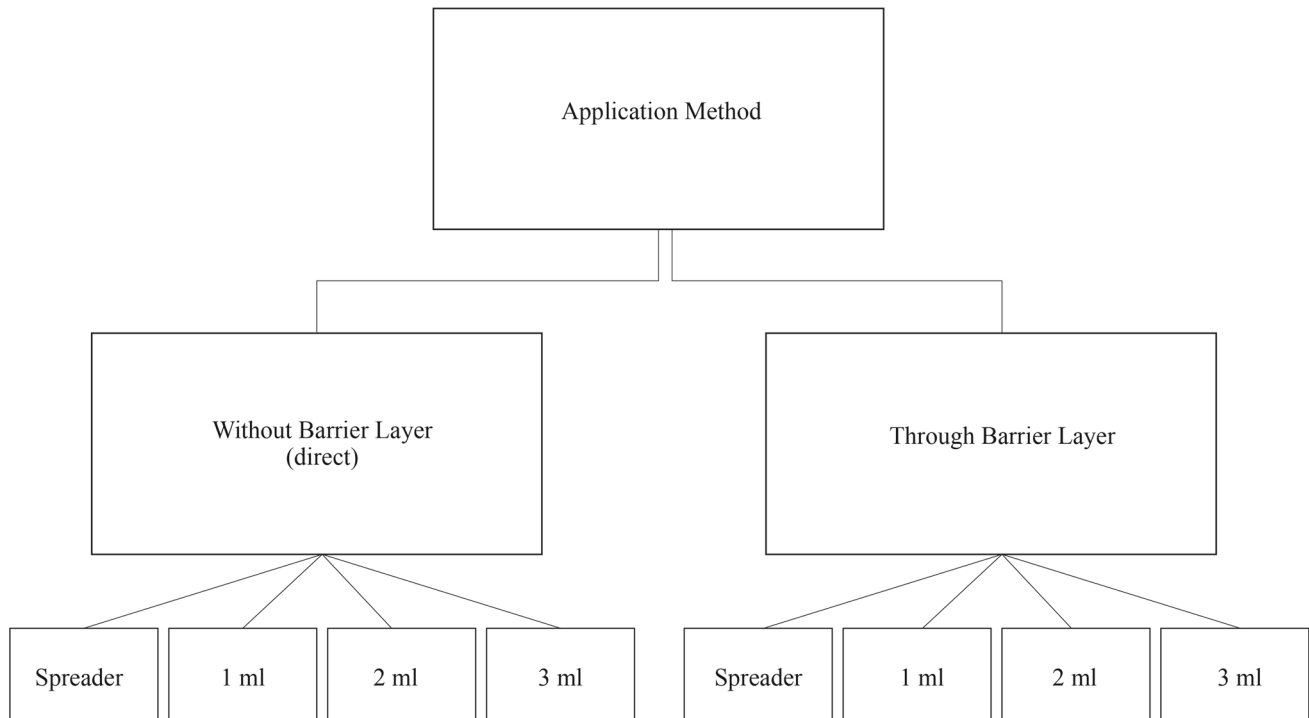 Application Method
Without Barrier Layer
(direct)
Through Barrier Layer
Spreader
1 ml
2 ml
3 ml
Spreader
1 ml
2 ml
3 ml